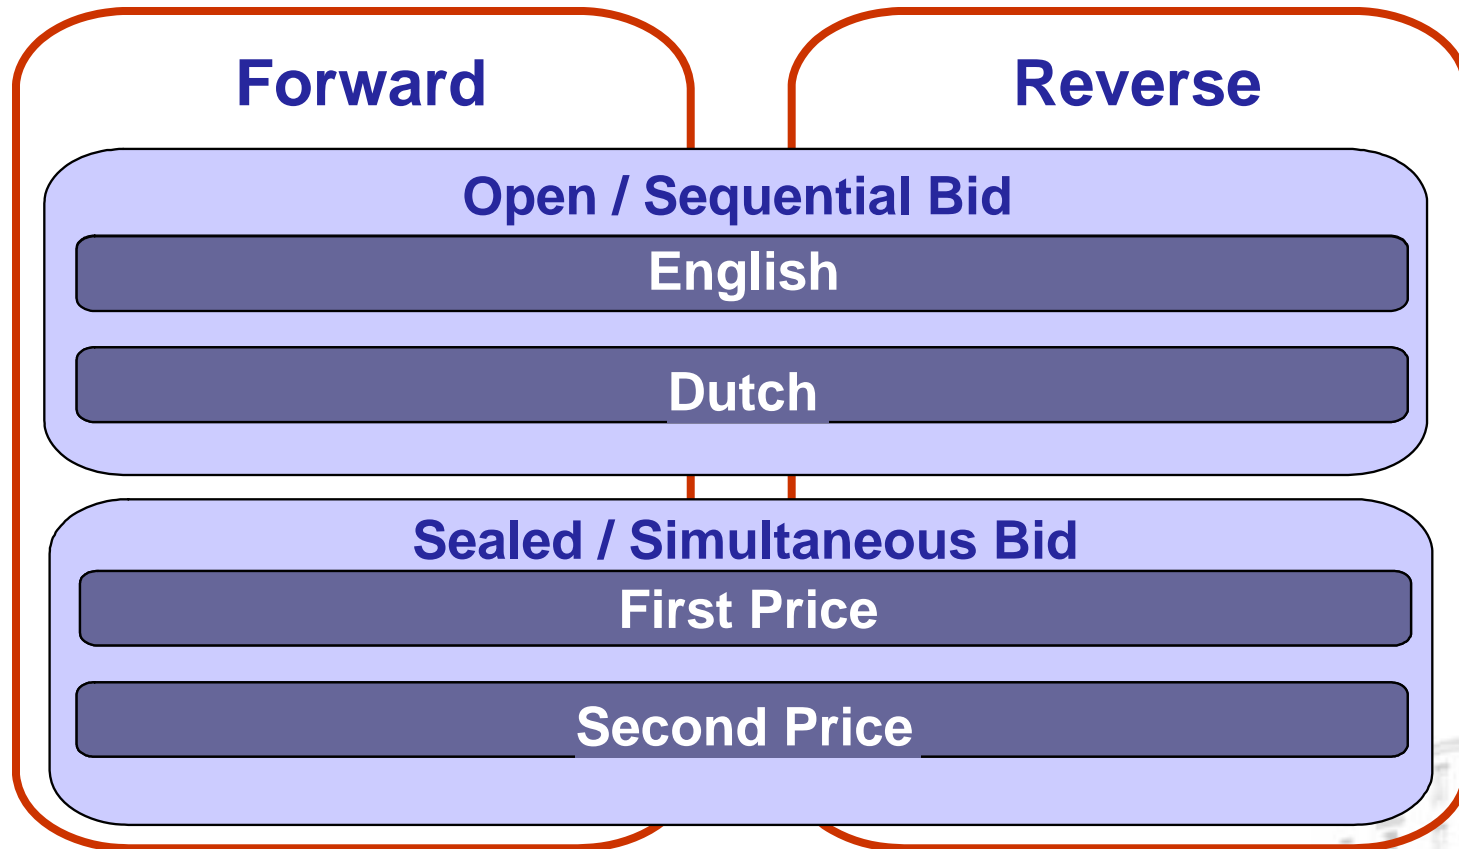 Forward
Reverse
Open / Sequential Bid
English
Dutch
Sealed / Simultaneous Bid
First Price
Second Price